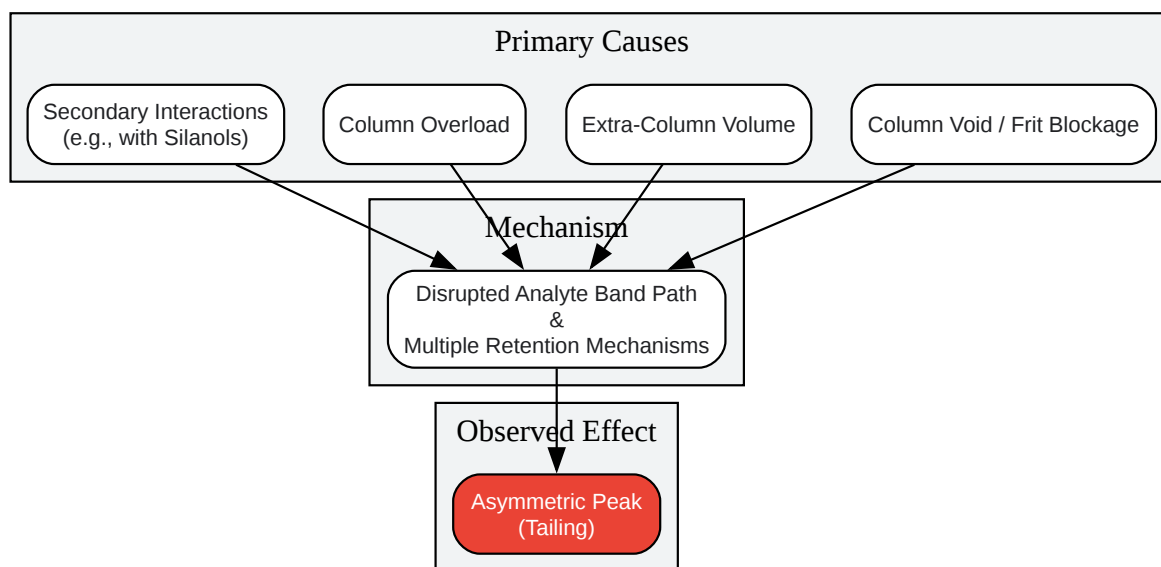 Primary Causes
Secondary Interactions
(e.g., with Silanols)
Column Overload
Extra-Column Volume
Column Void / Frit Blockage
Mechanism
Disrupted Analyte Band Path
&
Multiple Retention Mechanisms
Observed Effect
Asymmetric Peak
(Tailing)